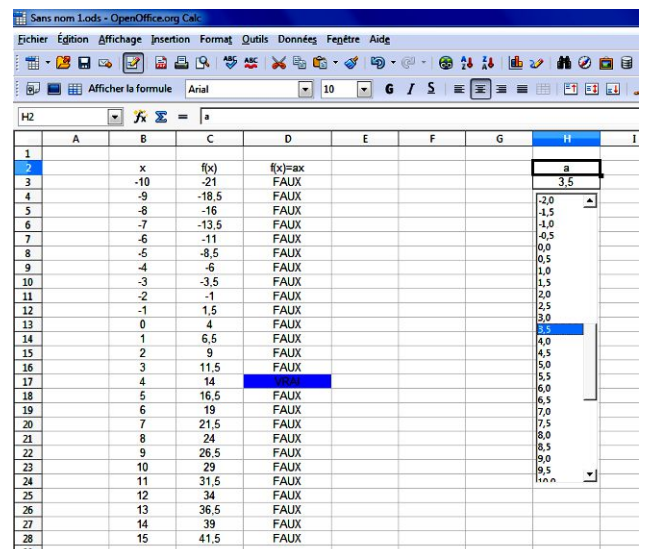 Sans nom 1.ods - OpenOffice.org Calc
Fichier Édition Affichage Insertion Format Outils Données Fenêtre Aide
Afficher la formule Arial 10 G I S
H2 = a
A B C D E F G H I
1
2 x f(x) f(x)=ax a
3 -10 -21 FAUX 3,5
4 -9 -18,5 FAUX
5 -8 -16 FAUX
6 -7 -13,5 FAUX
7 -6 -11 FAUX
8 -5 -8,5 FAUX
9 -4 -6 FAUX
10 -3 -3,5 FAUX
11 -2 -1 FAUX
12 -1 1,5 FAUX
13 0 4 FAUX
14 1 6,5 FAUX
15 2 9 FAUX
16 3 11,5 FAUX
17 4 14 VRAI
18 5 16,5 FAUX
19 6 19 FAUX
20 7 21,5 FAUX
21 8 24 FAUX
22 9 26,5 FAUX
23 10 29 FAUX
24 11 31,5 FAUX
25 12 34 FAUX
26 13 36,5 FAUX
27 14 39 FAUX
28 15 41,5 FAUX
-2,0
-1,5
-1,0
-0,5
0,0
0,5
1,0
1,5
2,0
2,5
3,0
3,5
4,0
4,5
5,0
5,5
6,0
6,5
7,0
7,5
8,0
8,5
9,0
9,5
10,0